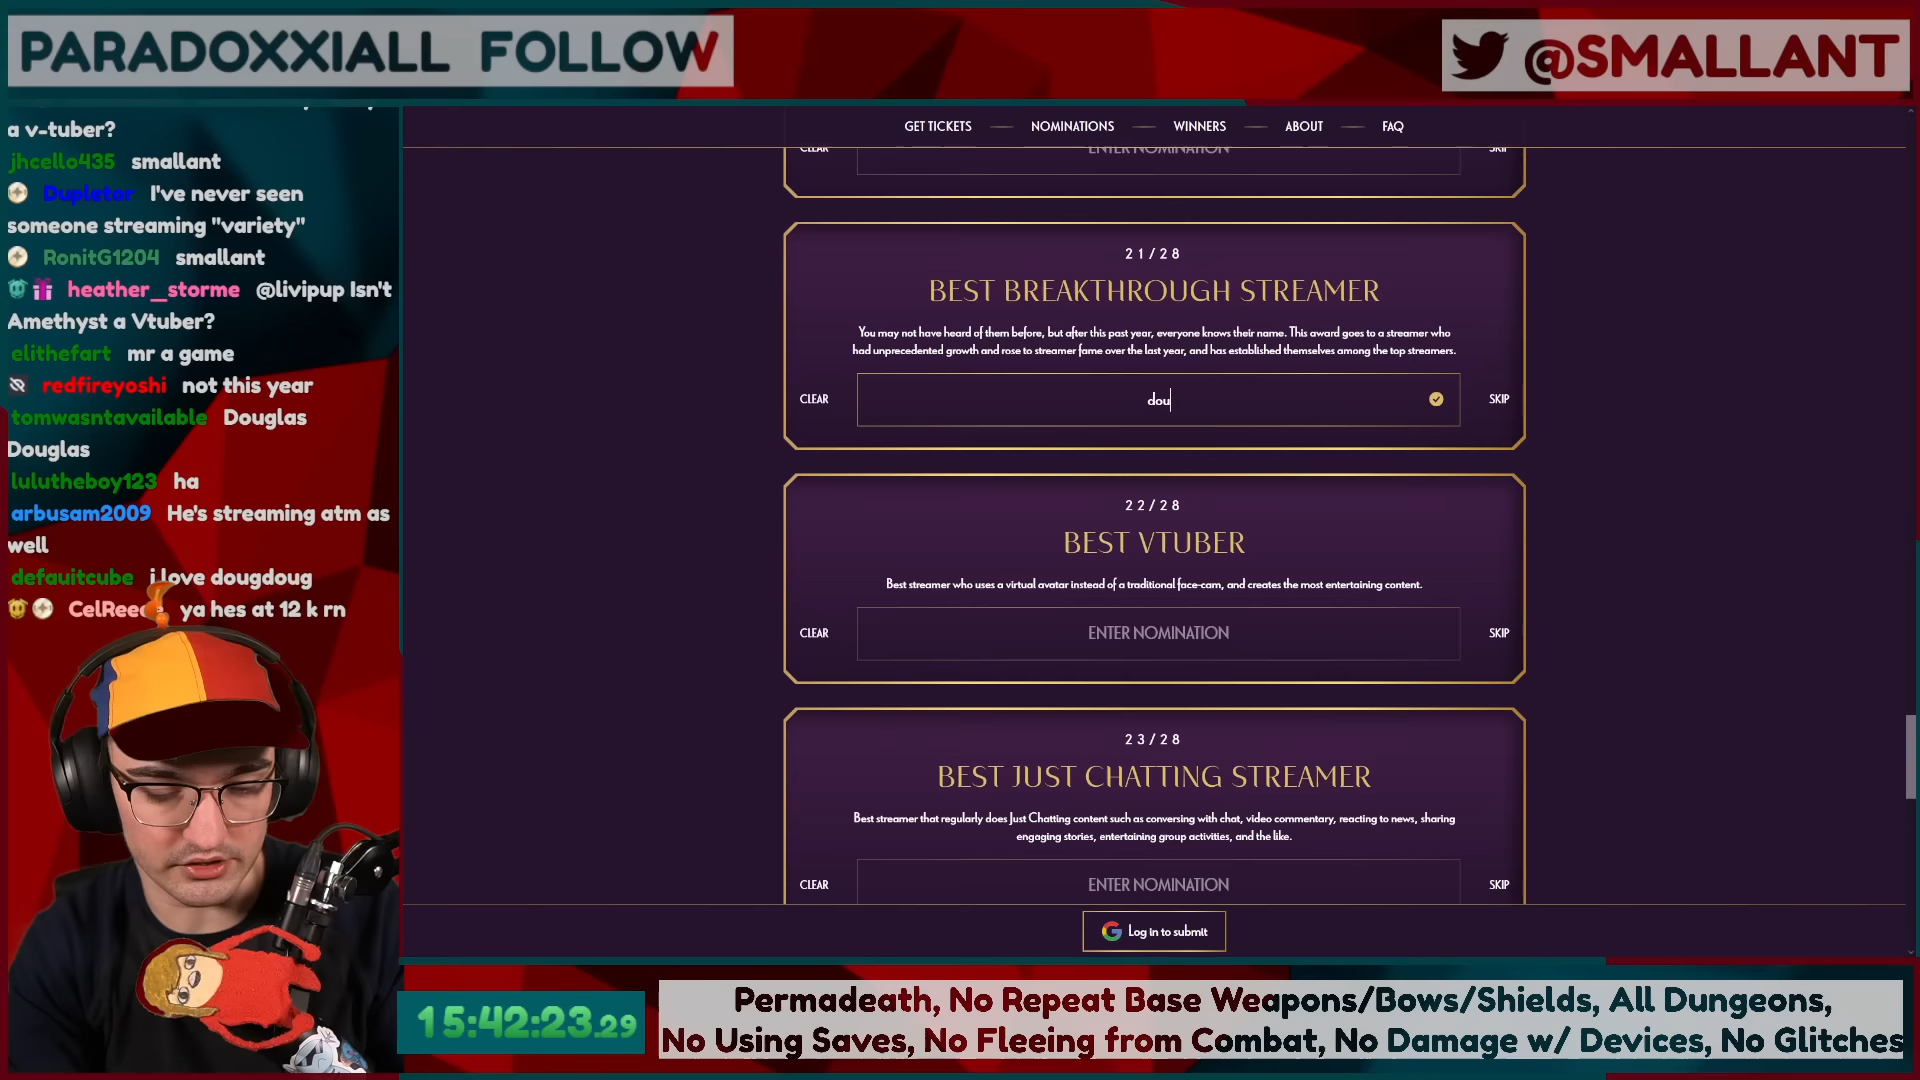 PARADOXXIALL FOLLOW
@SMALLANT
a v-tuber?
jhcello435 smallant
Dupletor I've never seen
someone streaming "variety"
RonitG1204 smallant
heather_storme @livipup Isn't
Amethyst a Vtuber?
elithefart mr a game
redfireyoshi not this year
tomwasntavailable Douglas
Douglas
lulutheboy123 ha
arbusam2009 He's streaming atm as
well
defauitcube i love dougdoug
ya hes at 12 k rn
GET TICKETS NOMINATIONS WINNERS ABOUT FAQ
CLEAR ENTER NOMINATION SKIP
21/28
BEST BREAKTHROUGH STREAMER
You may not have heard of them before, but after this past year, everyone knows their name. This award goes to a streamer who
had unprecedented growth and rose to streamer fame over the last year, and has established themselves among the top streamers.
CLEAR dou SKIP
22/28
BEST VTUBER
Best streamer who uses a virtual avatar instead of a traditional face-cam, and creates the most entertaining content.
CLEAR ENTER NOMINATION SKIP
23/28
BEST JUST CHATTING STREAMER
Best streamer that regularly does Just Chatting content such as conversing with chat, video commentary, reacting to news, sharing
engaging stories, entertaining group activities, and the like.
CLEAR ENTER NOMINATION SKIP
Log in to submit
15:42:23.29
Permadeath, No Repeat Base Weapons/Bows/Shields, All Dungeons,
No Using Saves, No Fleeing from Combat, No Damage w/ Devices, No Glitches